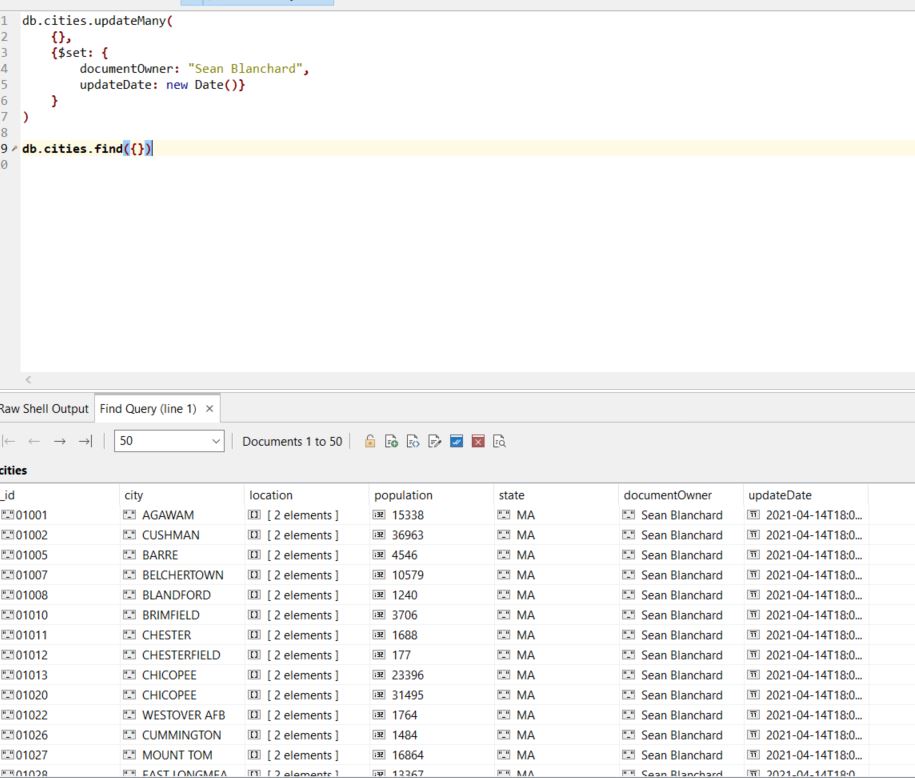 1 db.cities.updateMany(
2 {},
3 {$set: {
4 documentOwner: "Sean Blanchard",
5 updateDate: new Date()}
6 }
7 )
8
9 db.cities.find({})
0
Raw Shell Output Find Query (line 1) ×
50 Documents 1 to 50
cities
_id city location population state documentOwner updateDate
01001 AGAWAM [ 2 elements ] 15338 MA Sean Blanchard 2021-04-14T18:0...
01002 CUSHMAN [ 2 elements ] 36963 MA Sean Blanchard 2021-04-14T18:0...
01005 BARRE [ 2 elements ] 4546 MA Sean Blanchard 2021-04-14T18:0...
01007 BELCHERTOWN [ 2 elements ] 10579 MA Sean Blanchard 2021-04-14T18:0...
01008 BLANDFORD [ 2 elements ] 1240 MA Sean Blanchard 2021-04-14T18:0...
01010 BRIMFIELD [ 2 elements ] 3706 MA Sean Blanchard 2021-04-14T18:0...
01011 CHESTER [ 2 elements ] 1688 MA Sean Blanchard 2021-04-14T18:0...
01012 CHESTERFIELD [ 2 elements ] 177 MA Sean Blanchard 2021-04-14T18:0...
01013 CHICOPEE [ 2 elements ] 23396 MA Sean Blanchard 2021-04-14T18:0...
01020 CHICOPEE [ 2 elements ] 31495 MA Sean Blanchard 2021-04-14T18:0...
01022 WESTOVER AFB [ 2 elements ] 1764 MA Sean Blanchard 2021-04-14T18:0...
01026 CUMMINGTON [ 2 elements ] 1484 MA Sean Blanchard 2021-04-14T18:0...
01027 MOUNT TOM [ 2 elements ] 16864 MA Sean Blanchard 2021-04-14T18:0...
01028 EAST LONGMEA [ 2 elements ] 13367 MA Sean Blanchard 2021-04-14T18:0...